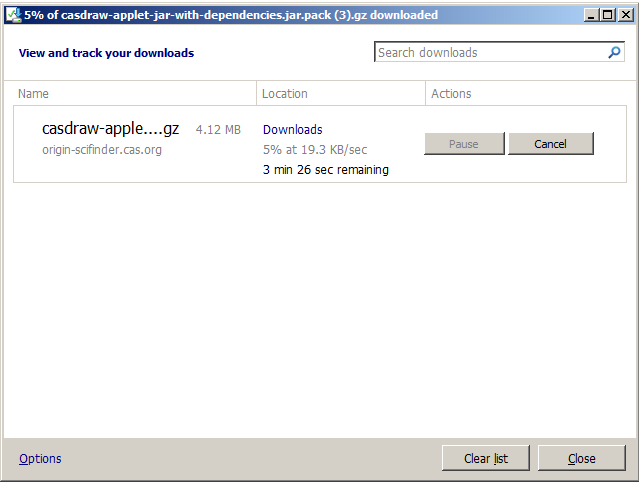 5% of casdraw-applet-jar-with-dependencies.jar.pack (3).gz downloaded
View and track your downloads
Search downloads
Name Location Actions
casdraw-apple....gz 4.12 MB Downloads
origin-scifinder.cas.org 5% at 19.3 KB/sec Pause Cancel
3 min 26 sec remaining
Options Clear list Close